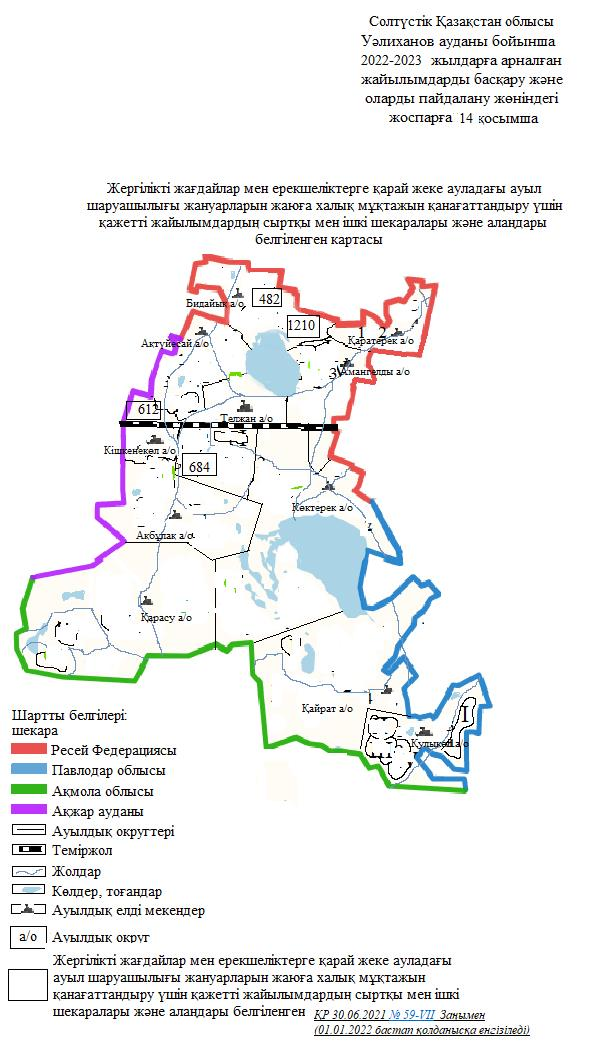 Солтүстік Қазақстан облысы
Уәлиханов ауданы бойынша
2022-2023 жылдарға арналған
жайылымдарды басқару және
оларды пайдалану жөніндегі
жоспарға 14 қосымша
Жергілікті жағдайлар мен ерекшеліктерге қарай жеке ауладағы ауыл
шаруашылығы жануарларын жаюға халық мұқтажын қанағаттандыру үшін
қажетті жайылымдардың сыртқы мен ішкі шекаралары және алаңдары
белгіленген картасы
Бидайық а/о
482
1210
1 2
Қаратерек а/о
Ақтүйесай а/о
3
Амангелды а/о
612
Телжан а/о
Кішкенекөл а/о
684
Көктерек а/о
Ақбұлақ а/о
Қарасу а/о
Қайрат а/о
Кулыкөл а/о
Шартты белгілері:
шекара
Ресей Федерациясы
Павлодар облысы
Ақмола облысы
Ақжар ауданы
Ауылдық округтері
Теміржол
Жолдар
Көлдер, тоғандар
Ауылдық елді мекендер
а/о Ауылдық округ
Жергілікті жағдайлар мен ерекшеліктерге қарай жеке ауладағы
ауыл шаруашылығы жануарларын жаюға халық мұқтажын
қанағаттандыру үшін қажетті жайылымдардың сыртқы мен ішкі
шекаралары және алаңдары белгіленген
ҚР 30.06.2021 № 59-VII Заңымен
(01.01.2022 бастап қолданысқа енгізіледі)